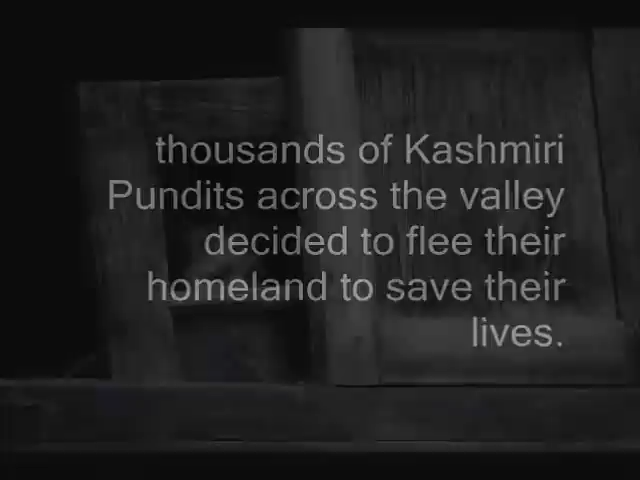 thousands of Kashmiri
Pundits across the valley
decided to flee their
homeland to save their
lives.